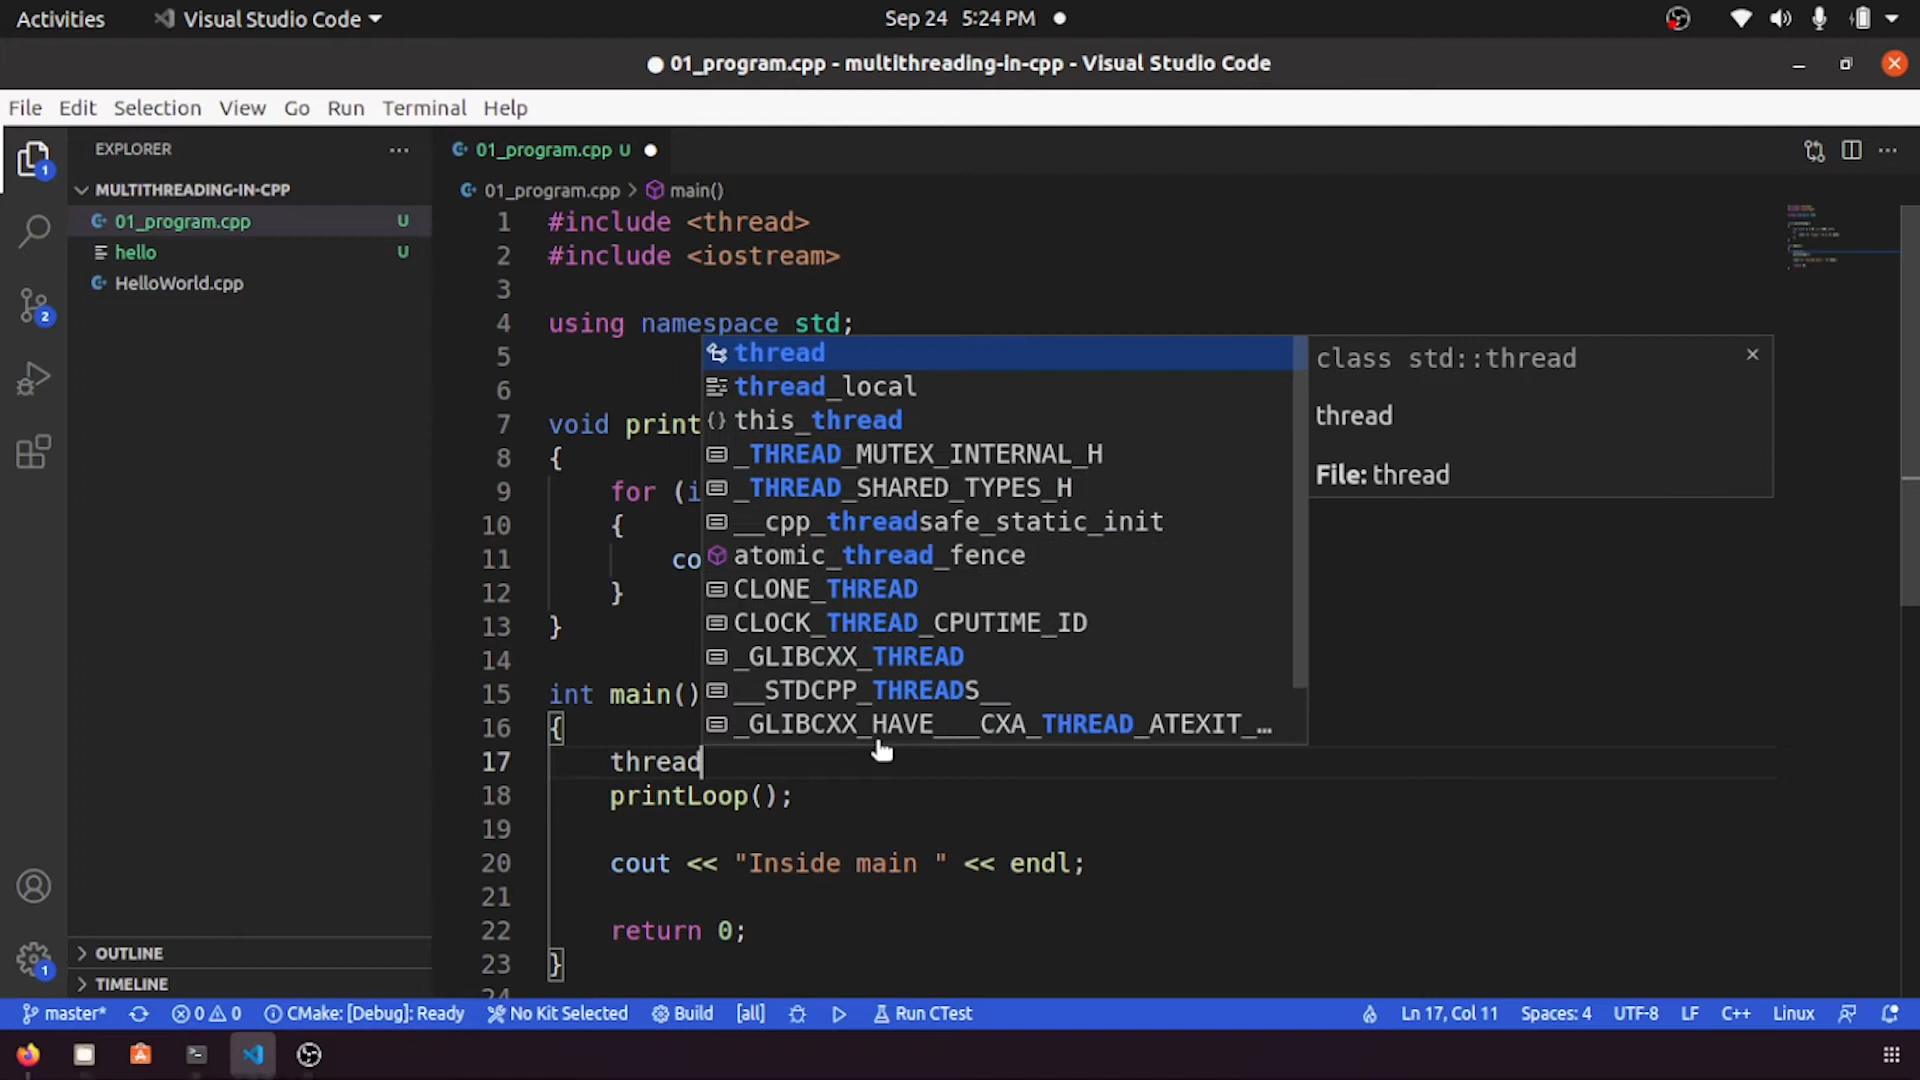 Activities
Visual Studio Code
Sep 24 5:24 PM
01_program.cpp - multithreading-in-cpp - Visual Studio Code
File Edit Selection View Go Run Terminal Help
EXPLORER
MULTITHREADING-IN-CPP
01_program.cpp U
hello U
HelloWorld.cpp
OUTLINE
TIMELINE
1
2
1
01_program.cpp U
01_program.cpp > main()
1 #include <thread>
2 #include <iostream>
3
4 using namespace std;
5
6
7 void print
8 {
9 for (i
10 {
11 co
12 }
13 }
14
15 int main()
16 {
17 thread
18 printLoop();
19
20 cout << "Inside main " << endl;
21
22 return 0;
23 }
24
thread
thread_local
this_thread
_THREAD_MUTEX_INTERNAL_H
_THREAD_SHARED_TYPES_H
__cpp_threadsafe_static_init
atomic_thread_fence
CLONE_THREAD
CLOCK_THREAD_CPUTIME_ID
_GLIBCXX_THREAD
__STDCPP_THREADS__
_GLIBCXX_HAVE___CXA_THREAD_ATEXIT_…
class std::thread
thread
File: thread
master* 0 0 CMake: [Debug]: Ready No Kit Selected Build [all] Run CTest Ln 17, Col 11 Spaces: 4 UTF-8 LF C++ Linux